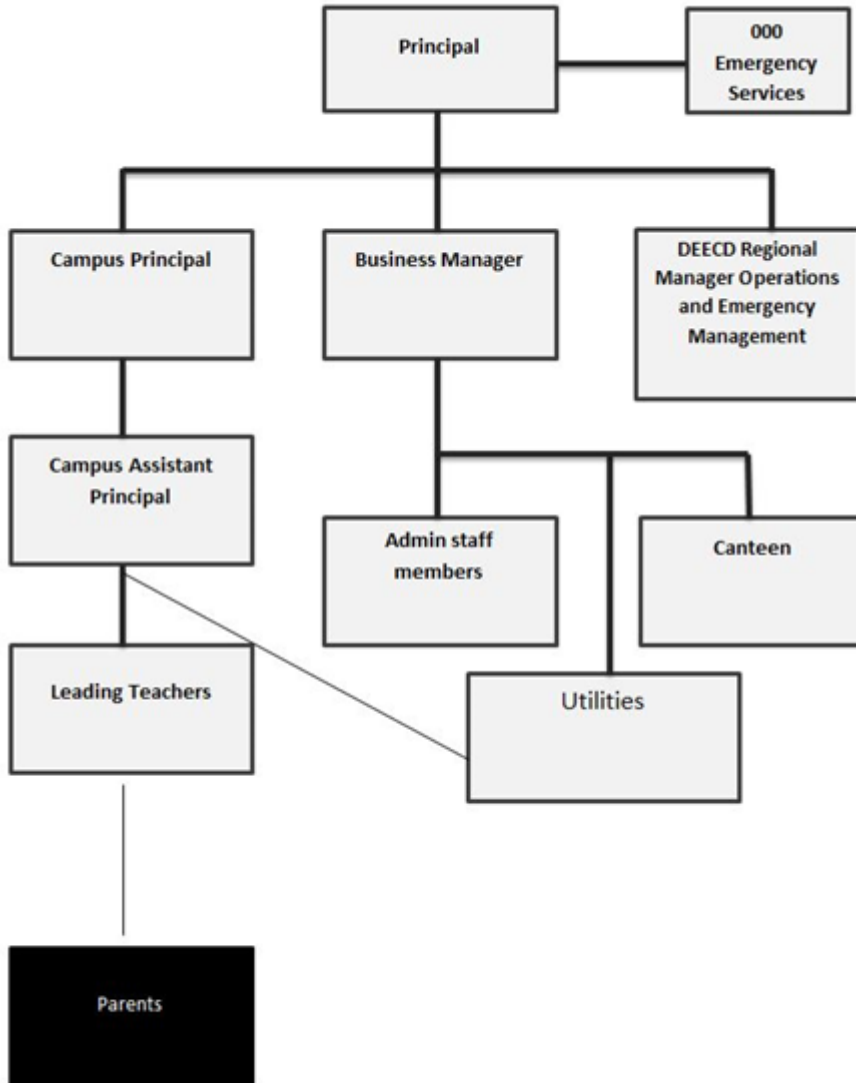 Principal
000
Emergency
Services
Campus Principal
Business Manager
DEECD Regional
Manager Operations
and Emergency
Management
Campus Assistant
Principal
Admin staff
members
Canteen
Leading Teachers
Utilities
Parents